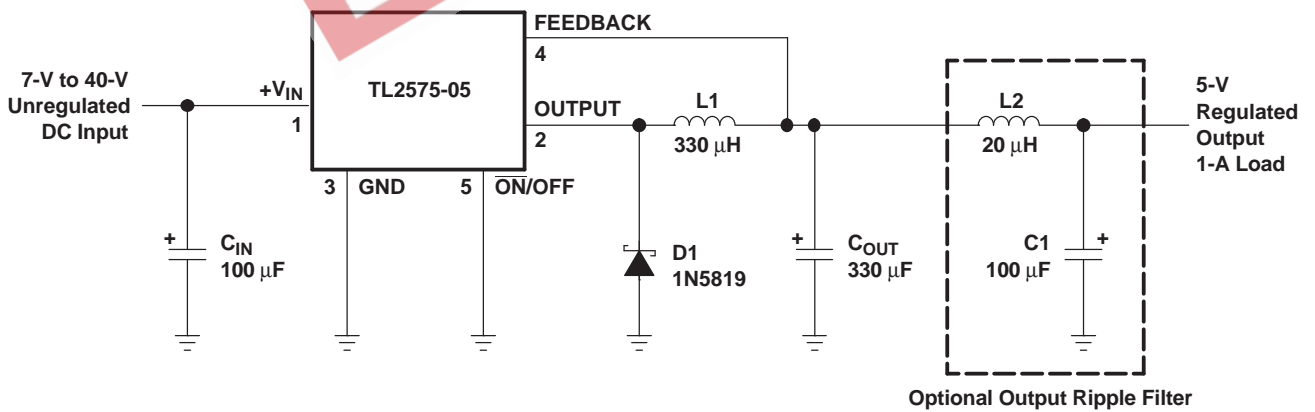 FEEDBACK
4
7-V to 40-V
Unregulated
DC Input
+VIN
1
TL2575-05
OUTPUT
2
L1
330 μH
L2
20 μH
5-V
Regulated
Output
1-A Load
3 GND
5 ON/OFF
+ CIN
100 μF
D1
1N5819
+ COUT
330 μF
C1 +
100 μF
Optional Output Ripple Filter